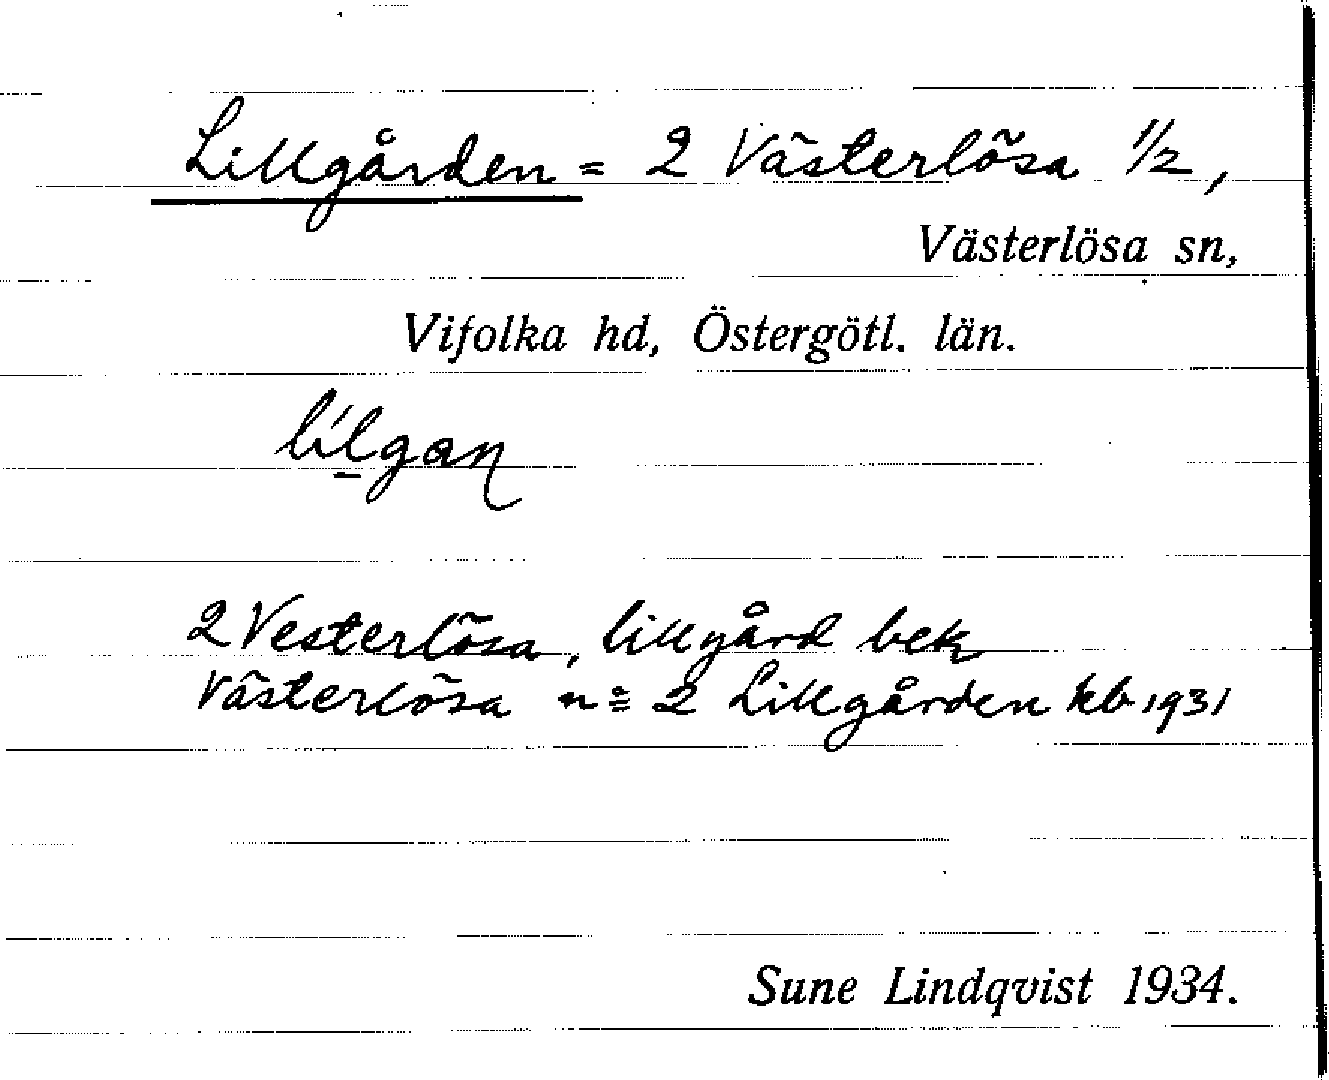 Lillgården = 2 Västerlösa 1/2,
Västerlösa sn,
Vifolka hd, Östergötl. län.
lílgan
2 Vesterlösa, lillgård bek
Västerlösa n:º 2 Lillgården kb 1931
Sune Lindqvist 1934.